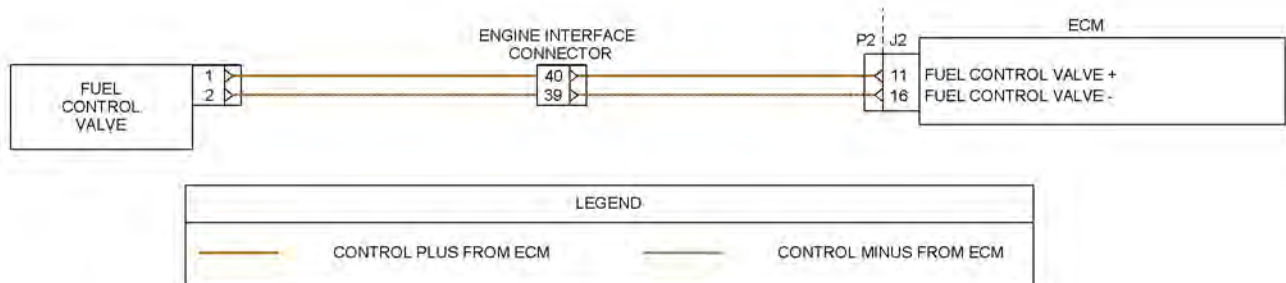 ECM
ENGINE INTERFACE
CONNECTOR
P2 J2
FUEL
CONTROL
VALVE
1
2
40
39
11 FUEL CONTROL VALVE +
16 FUEL CONTROL VALVE -
LEGEND
CONTROL PLUS FROM ECM
CONTROL MINUS FROM ECM